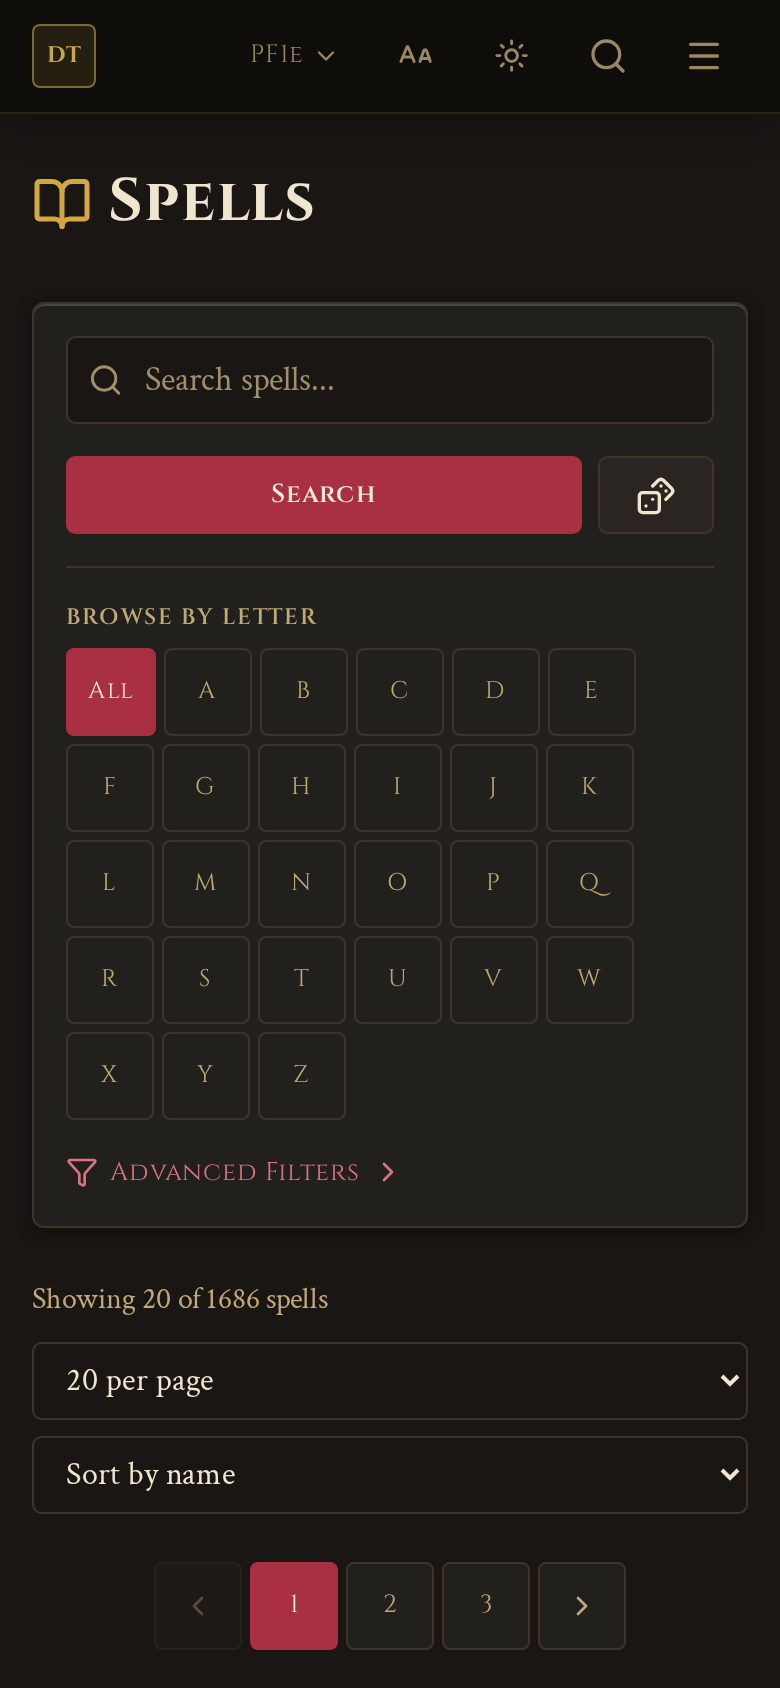 DT PF1e Aa
Spells
Search spells...
Search
Browse by Letter
All A B C D E
F G H I J K
L M N O P Q
R S T U V W
X Y Z
Advanced Filters
Showing 20 of 1686 spells
20 per page
Sort by name
1 2 3